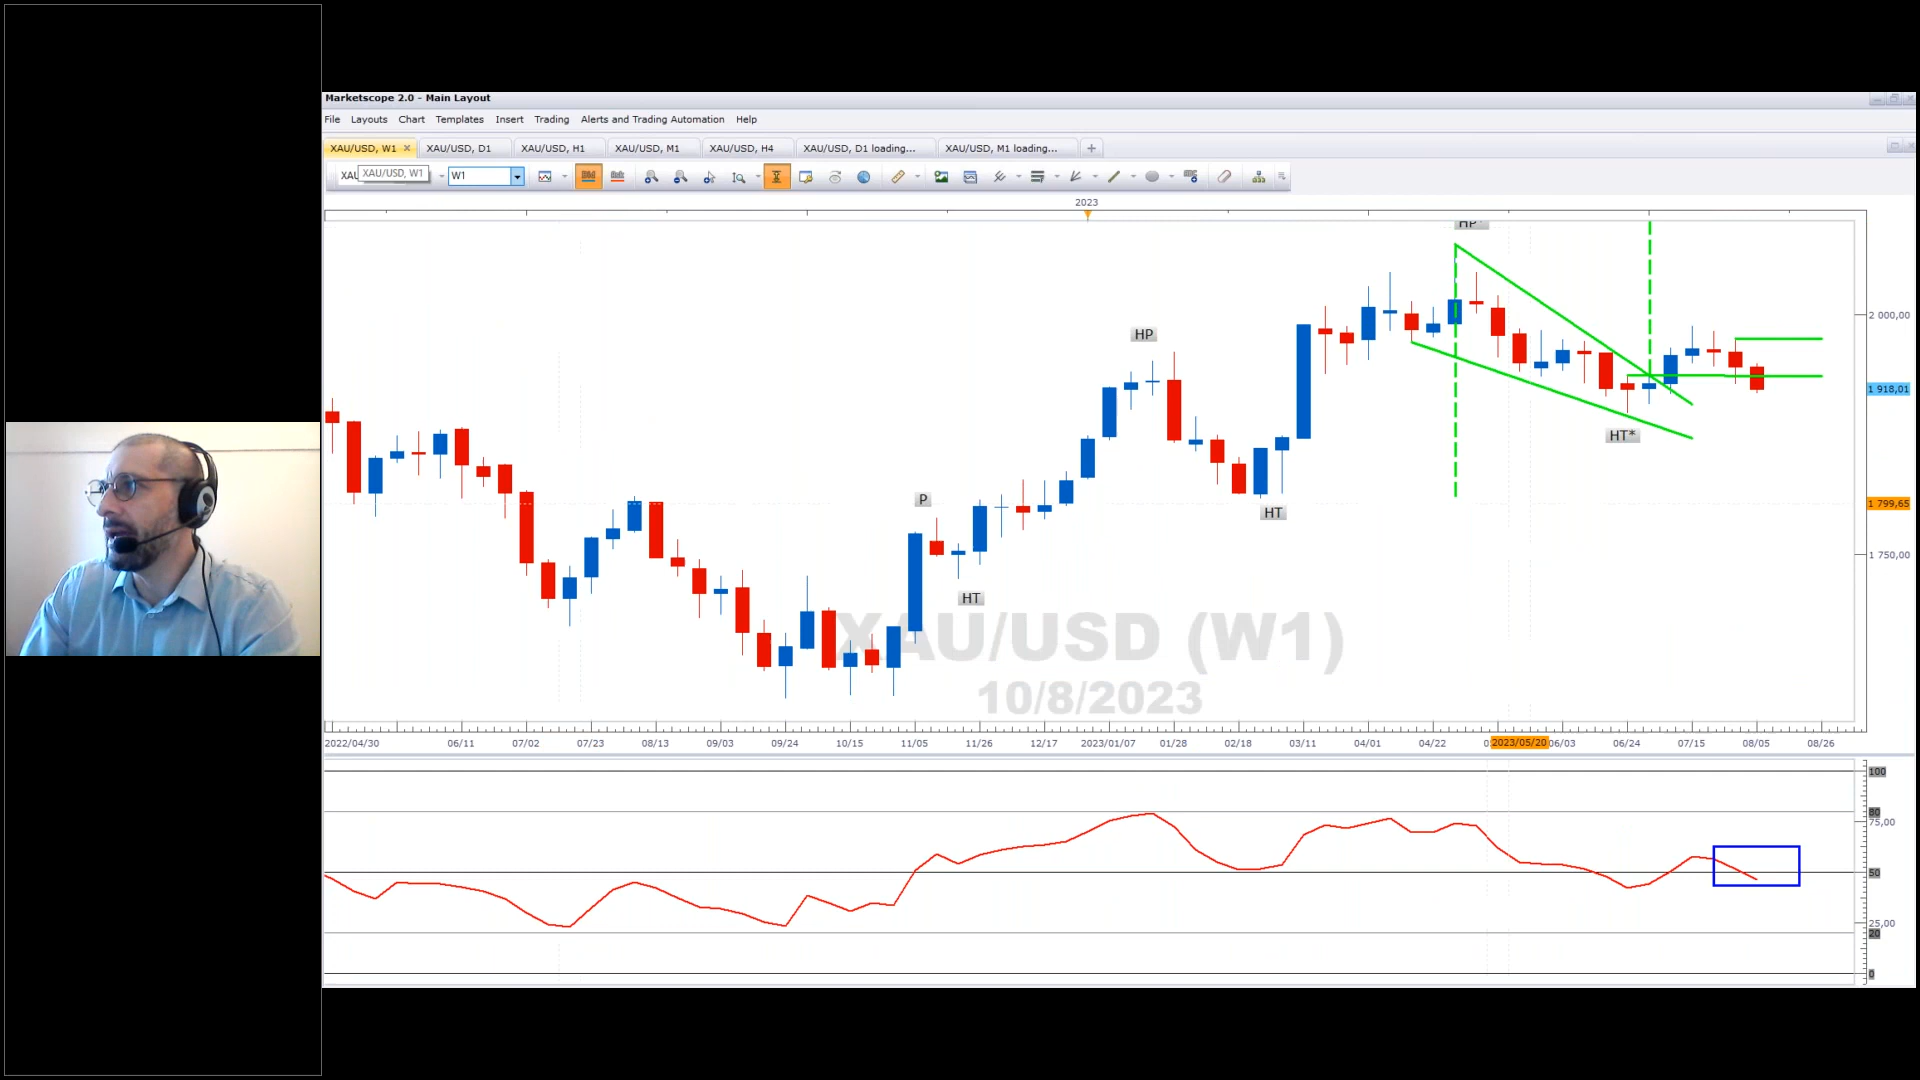 Marketscope 2.0 - Main Layout
File Layouts Chart Templates Insert Trading Alerts and Trading Automation Help
XAU/USD, W1 XAU/USD, D1 XAU/USD, H1 XAU/USD, M1 XAU/USD, H4 XAU/USD, D1 loading... XAU/USD, M1 loading...
XAU XAU/USD, W1 W1
2023
HP*
HP
2 000,00
1 918,01
HT*
P
1 799,65
HT
1 750,00
HT
XAU/USD (W1)
10/8/2023
2022/04/30 06/11 07/02 07/23 08/13 09/03 09/24 10/15 11/05 11/26 12/17 2023/01/07 01/28 02/18 03/11 04/01 04/22 2023/05/20 06/03 06/24 07/15 08/05 08/26
100
80
75,00
50
25,00
20
0